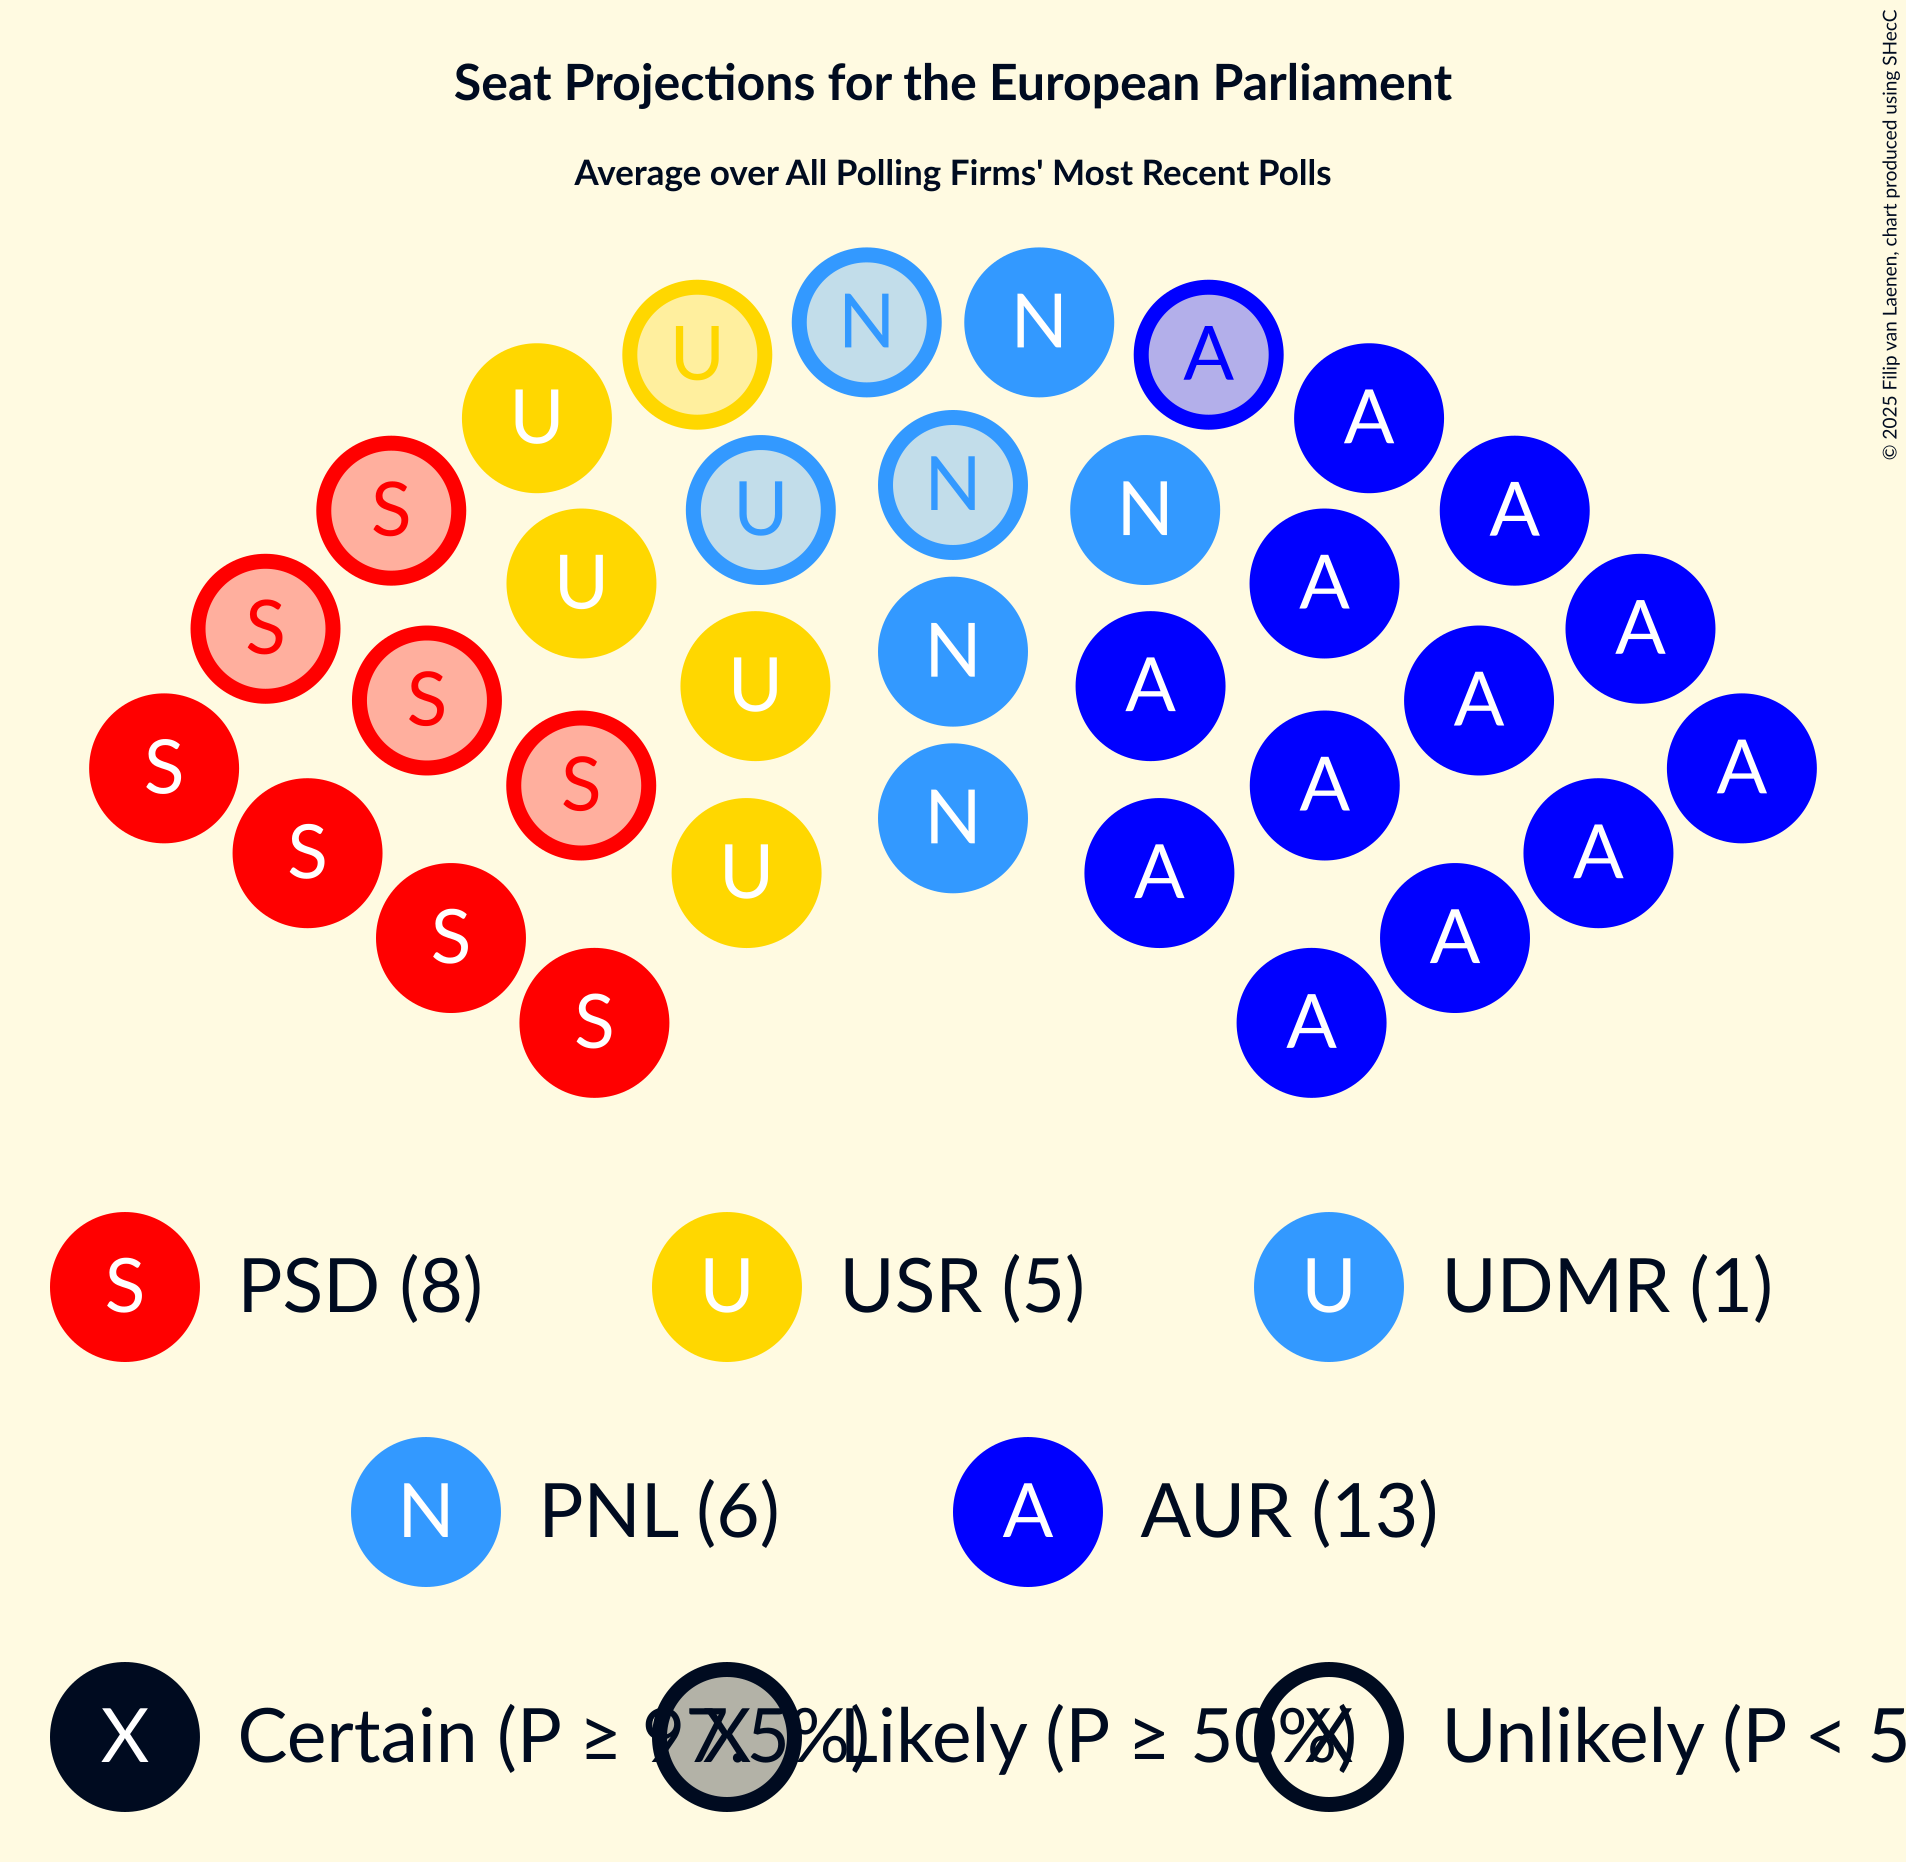 Seat Projections for the European Parliament
Average over All Polling Firms' Most Recent Polls
© 2025 Filip van Laenen, chart produced using SHecC
N N
U A
U A
U N N
S A
U A
S N A
U A
S A
S A
S N A
S U A A
S A
S A
S PSD (8) U USR (5) U UDMR (1)
N PNL (6) A AUR (13)
X Certain (P ≥ 97.5%) X Likely (P ≥ 50%) X Unlikely (P < 5